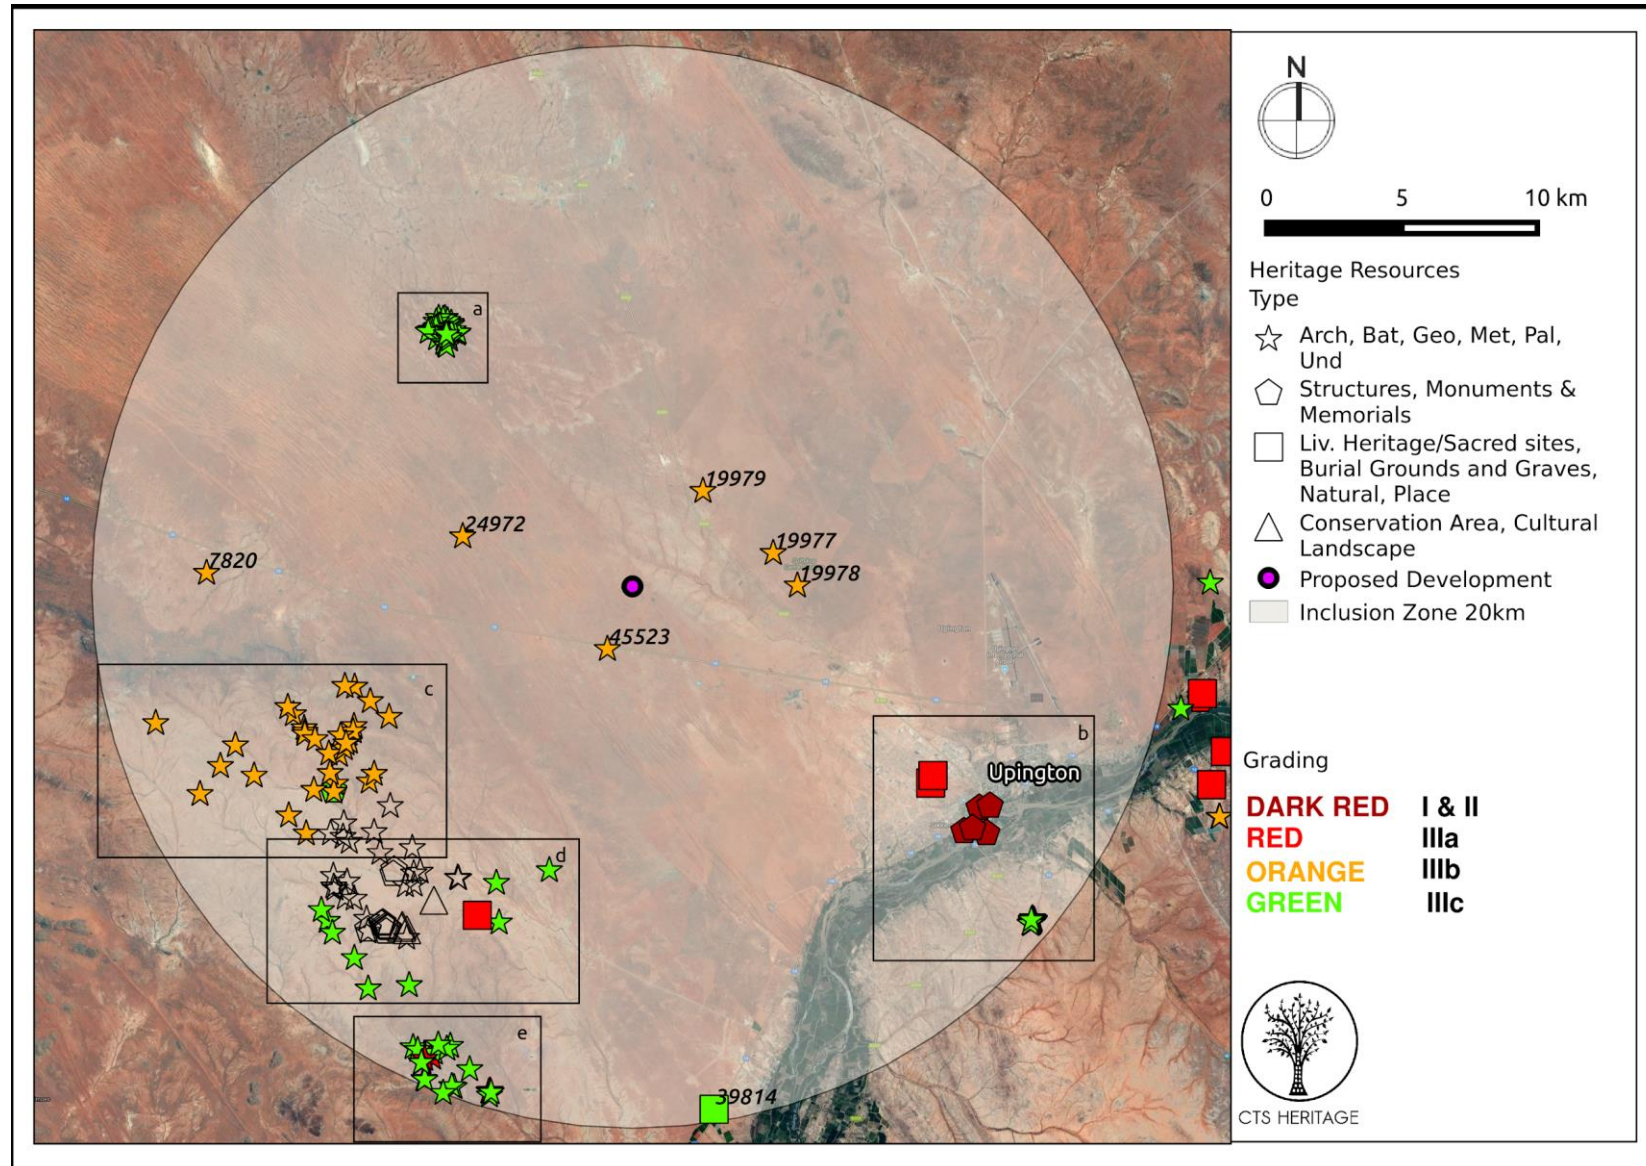 a
19979
24972
19977
7820
19978
45523
c
b
Upington
d
e
39814
N
0 5 10 km
Heritage Resources
Type
Arch, Bat, Geo, Met, Pal,
Und
Structures, Monuments &
Memorials
Liv. Heritage/Sacred sites,
Burial Grounds and Graves,
Natural, Place
Conservation Area, Cultural
Landscape
Proposed Development
Inclusion Zone 20km
Grading
DARK RED I & II
RED IIIa
ORANGE IIIb
GREEN IIIc
CTS HERITAGE